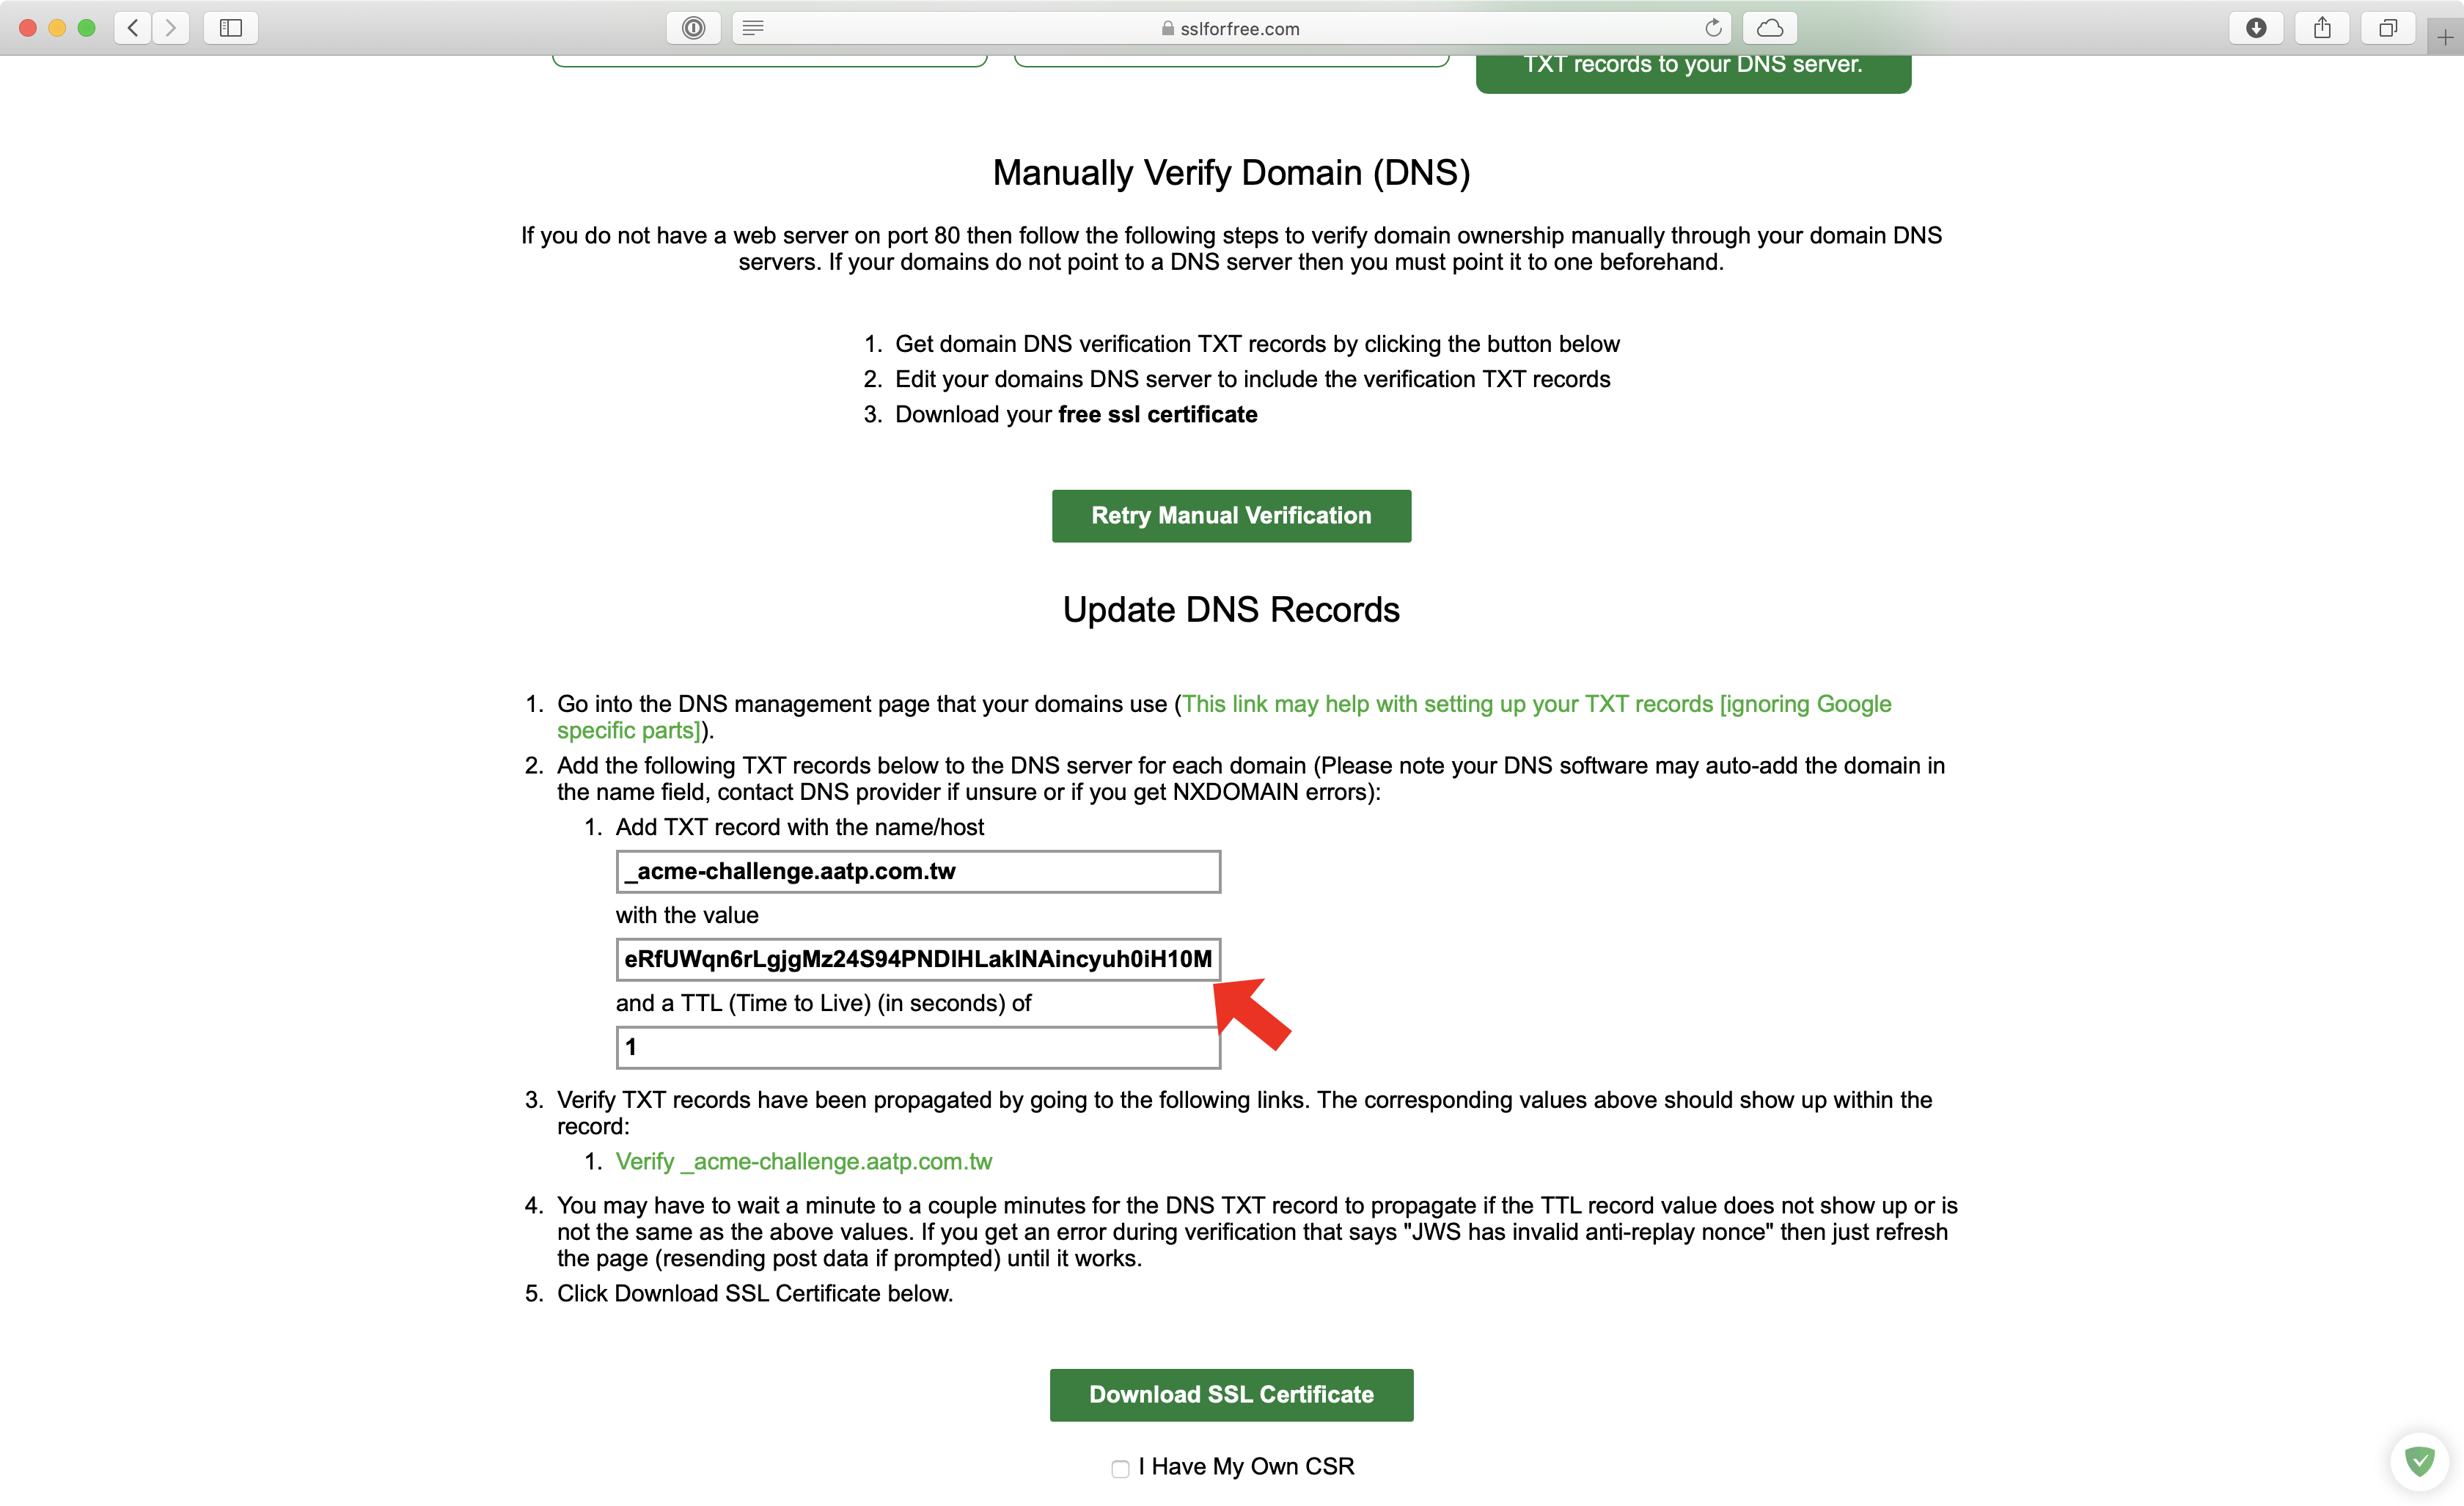 sslforfree.com
TXT records to your DNS server.
Manually Verify Domain (DNS)
If you do not have a web server on port 80 then follow the following steps to verify domain ownership manually through your domain DNS
servers. If your domains do not point to a DNS server then you must point it to one beforehand.
1. Get domain DNS verification TXT records by clicking the button below
2. Edit your domains DNS server to include the verification TXT records
3. Download your free ssl certificate
Retry Manual Verification
Update DNS Records
1. Go into the DNS management page that your domains use (This link may help with setting up your TXT records [ignoring Google
specific parts]).
2. Add the following TXT records below to the DNS server for each domain (Please note your DNS software may auto-add the domain in
the name field, contact DNS provider if unsure or if you get NXDOMAIN errors):
1. Add TXT record with the name/host
_acme-challenge.aatp.com.tw
with the value
eRfUWqn6rLgjgMz24S94PNDIHLakINAincyuh0iH10M
and a TTL (Time to Live) (in seconds) of
1
3. Verify TXT records have been propagated by going to the following links. The corresponding values above should show up within the
record:
1. Verify _acme-challenge.aatp.com.tw
4. You may have to wait a minute to a couple minutes for the DNS TXT record to propagate if the TTL record value does not show up or is
not the same as the above values. If you get an error during verification that says "JWS has invalid anti-replay nonce" then just refresh
the page (resending post data if prompted) until it works.
5. Click Download SSL Certificate below.
Download SSL Certificate
I Have My Own CSR